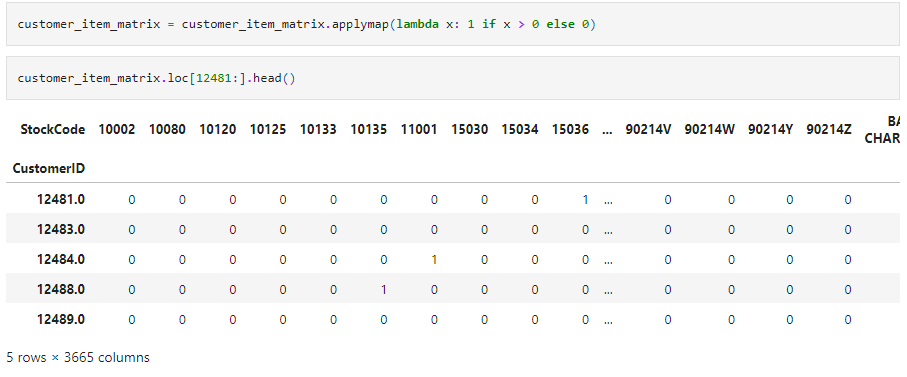 customer_item_matrix = customer_item_matrix.applymap(lambda x: 1 if x > 0 else 0)
customer_item_matrix.loc[12481:].head()
StockCode 10002 10080 10120 10125 10133 10135 11001 15030 15034 15036 ... 90214V 90214W 90214Y 90214Z BA
CHAR
CustomerID
12481.0 0 0 0 0 0 0 0 0 0 1 ... 0 0 0 0
12483.0 0 0 0 0 0 0 0 0 0 0 ... 0 0 0 0
12484.0 0 0 0 0 0 0 1 0 0 0 ... 0 0 0 0
12488.0 0 0 0 0 0 1 0 0 0 0 ... 0 0 0 0
12489.0 0 0 0 0 0 0 0 0 0 0 ... 0 0 0 0
5 rows × 3665 columns